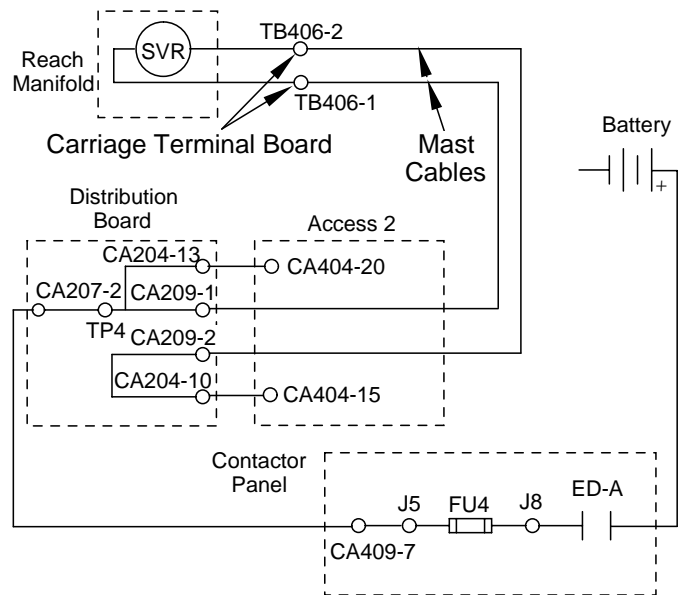 TB406-2
SVR
Reach
Manifold
TB406-1
Carriage Terminal Board
Mast
Cables
Battery
+
Distribution
Board
Access 2
CA204-13
CA404-20
CA207-2
CA209-1
TP4
CA209-2
CA204-10
CA404-15
Contactor
Panel
J5
FU4
J8
ED-A
CA409-7